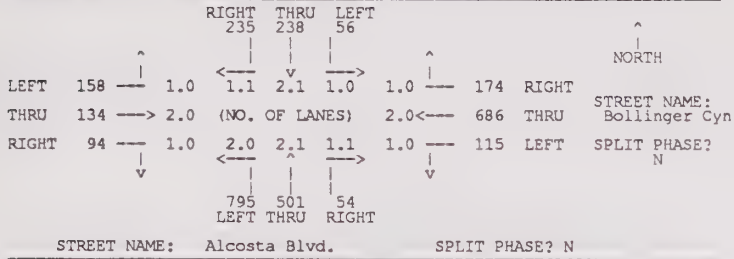 RIGHT THRU LEFT
235 238 56
^
NORTH
<--- v --->
LEFT 158 --- 1.0 1.1 2.1 1.0 1.0 --- 174 RIGHT
STREET NAME:
THRU 134 ---> 2.0 (NO. OF LANES) 2.0<--- 686 THRU Bollinger Cyn
RIGHT 94 --- 1.0 2.0 2.1 1.1 1.0 --- 115 LEFT SPLIT PHASE?
<--- ^ ---> N
v v
795 501 54
LEFT THRU RIGHT
STREET NAME: Alcosta Blvd. SPLIT PHASE? N